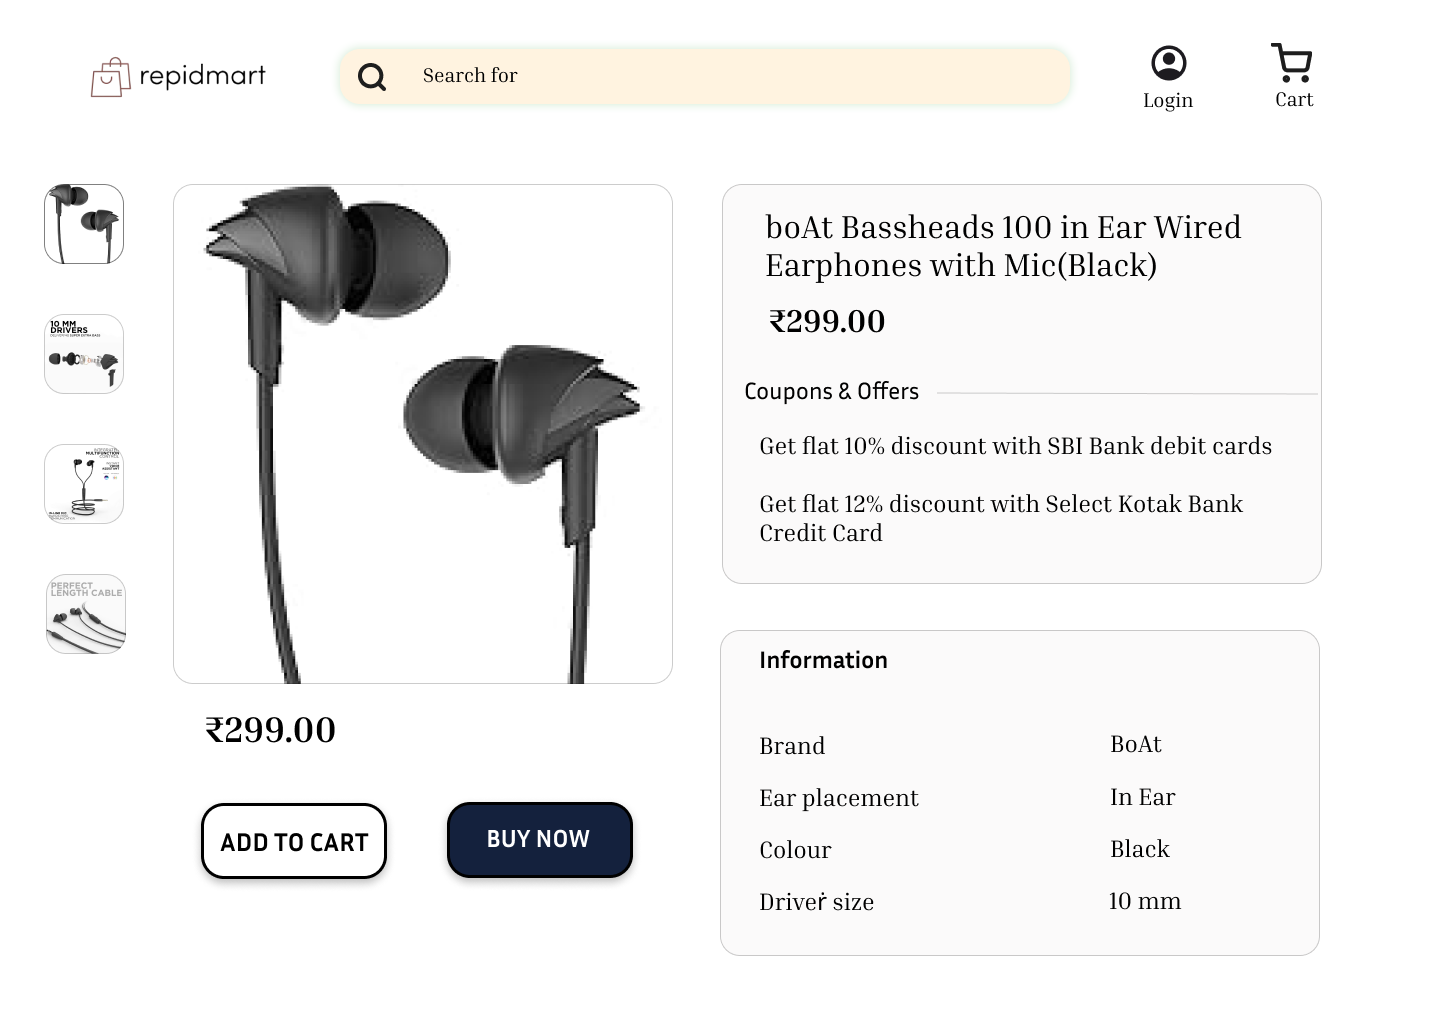 repidmart
Search for
Login
Cart
10 MM
DRIVERS
PERFECT
LENGTH CABLE
boAt Bassheads 100 in Ear Wired
Earphones with Mic(Black)
₹299.00
Coupons & Offers
Get flat 10% discount with SBI Bank debit cards
Get flat 12% discount with Select Kotak Bank
Credit Card
₹299.00
ADD TO CART
BUY NOW
Information
Brand BoAt
Ear placement In Ear
Colour Black
Driveṙ size 10 mm